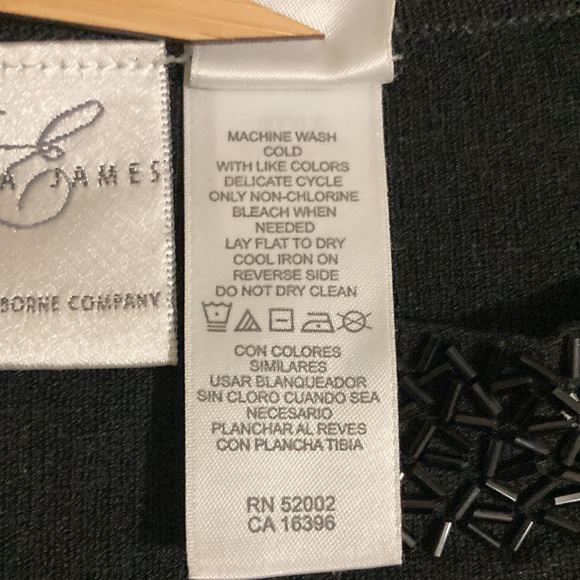 A JAMES
BORNE COMPANY
MACHINE WASH
COLD
WITH LIKE COLORS
DELICATE CYCLE
ONLY NON-CHLORINE
BLEACH WHEN
NEEDED
LAY FLAT TO DRY
COOL IRON ON
REVERSE SIDE
DO NOT DRY CLEAN
CON COLORES
SIMILARES
USAR BLANQUEADOR
SIN CLORO CUANDO SEA
NECESARIO
PLANCHAR AL REVES
CON PLANCHA TIBIA
RN 52002
CA 16396